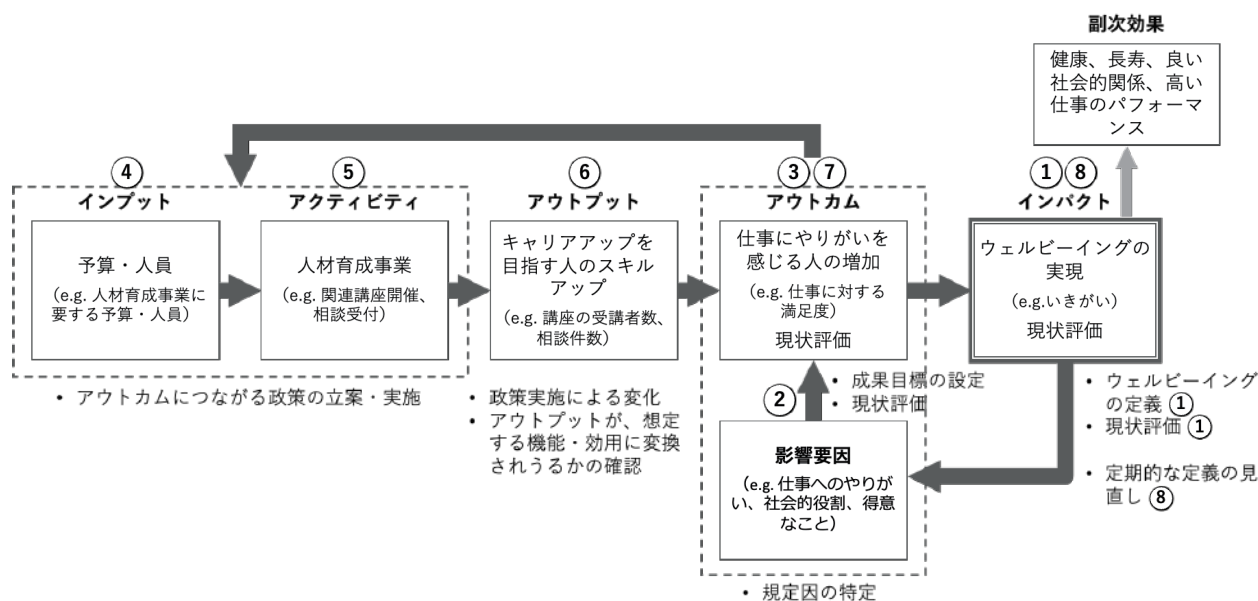 副次効果
健康、長寿、良い
社会的関係、高い
仕事のパフォーマ
ンス
④
インプット
予算・人員
（e.g. 人材育成事業に
要する予算・人員）
⑤
アクティビティ
人材育成事業
（e.g. 関連講座開催、
相談受付）
• アウトカムにつながる政策の立案・実施
⑥
アウトプット
キャリアアップを
目指す人のスキル
アップ
（e.g. 講座の受講者数、
相談件数）
• 政策実施による変化
• アウトプットが、想定
する機能・効用に変換
されうるかの確認
③ ⑦
アウトカム
仕事にやりがいを
感じる人の増加
（e.g. 仕事に対する
満足度）
現状評価
• 成果目標の設定
• 現状評価
②
影響要因
（e.g. 仕事へのやりが
い、社会的役割、得意
なこと）
• 規定因の特定
① ⑧
インパクト
ウェルビーイングの
実現
（e.g.いきがい）
現状評価
• ウェルビーイング
の定義 ①
• 現状評価 ①
• 定期的な定義の見
直し ⑧